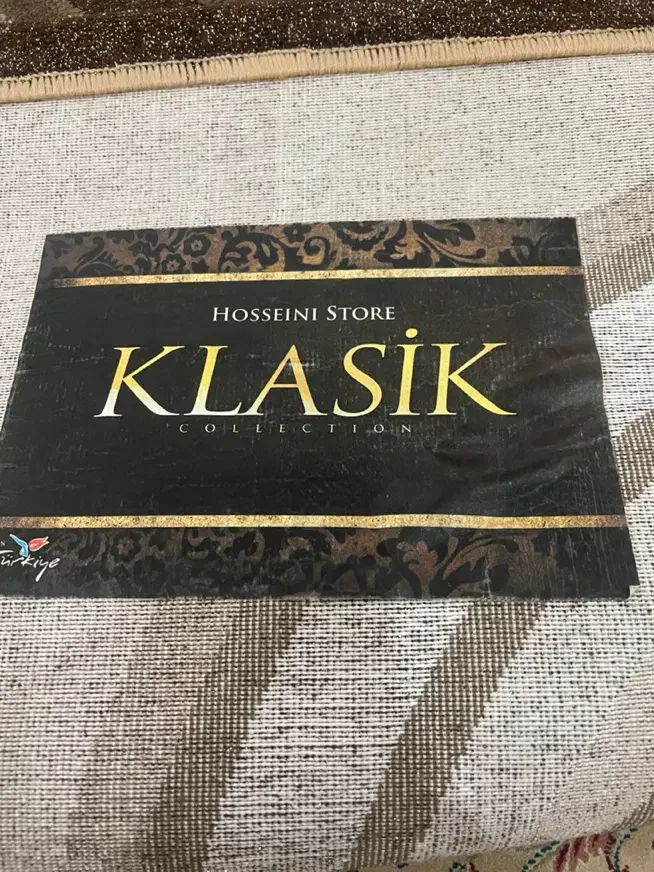 HOSSEINI STORE
KLASİK
COLLECTION
Türkiye